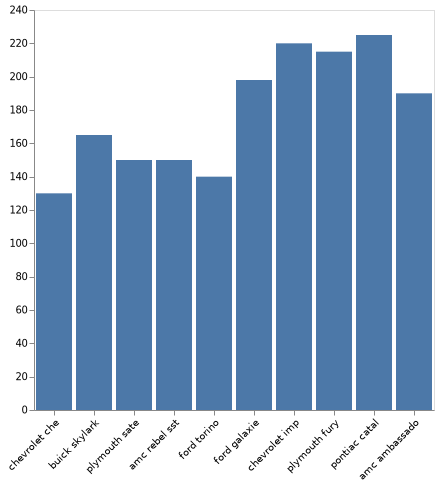 240
220
200
180
160
140
120
100
80
60
40
20
0
chevrolet che
buick skylark
plymouth sate
amc rebel sst
ford torino
ford galaxie
chevrolet imp
plymouth fury
pontiac catal
amc ambassado